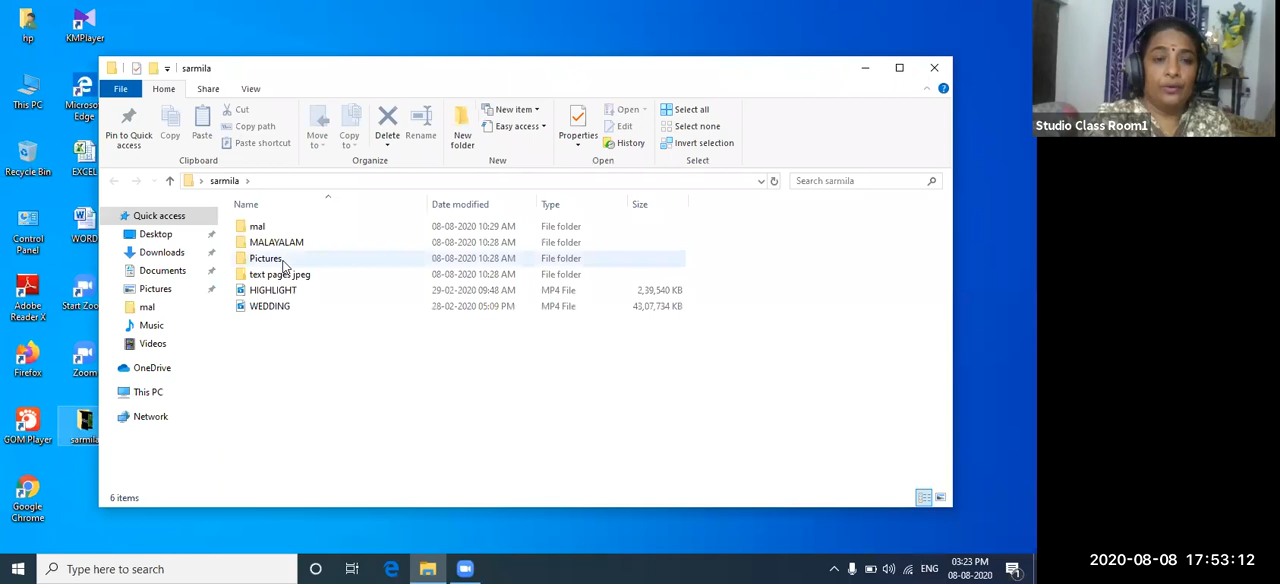 hp
KMPlayer
This PC
Microsoft
Edge
Recycle Bin
EXCEL
Control
Panel
WORD
Adobe
Reader X
Start Zoo
Firefox
Zoom
GOM Player
sarmila
Google
Chrome
sarmila
File
Home
Share
View
Pin to Quick
access
Copy
Paste
Cut
Copy path
Paste shortcut
Clipboard
Move
to
Copy
to
Delete
Rename
Organize
New
folder
New item
Easy access
New
Properties
Open
Edit
History
Open
Select all
Select none
Invert selection
Select
sarmila
Search sarmila
Name
Date modified
Type
Size
Quick access
Desktop
Downloads
Documents
Pictures
mal
Music
Videos
OneDrive
This PC
Network
mal 08-08-2020 10:29 AM File folder
MALAYALAM 08-08-2020 10:28 AM File folder
Pictures 08-08-2020 10:28 AM File folder
text pages jpeg 08-08-2020 10:28 AM File folder
HIGHLIGHT 29-02-2020 09:48 AM MP4 File 2,39,540 KB
WEDDING 28-02-2020 05:09 PM MP4 File 43,07,734 KB
6 items
Studio Class Room1
Type here to search
ENG
03:23 PM
08-08-2020
1
2020-08-08 17:53:12